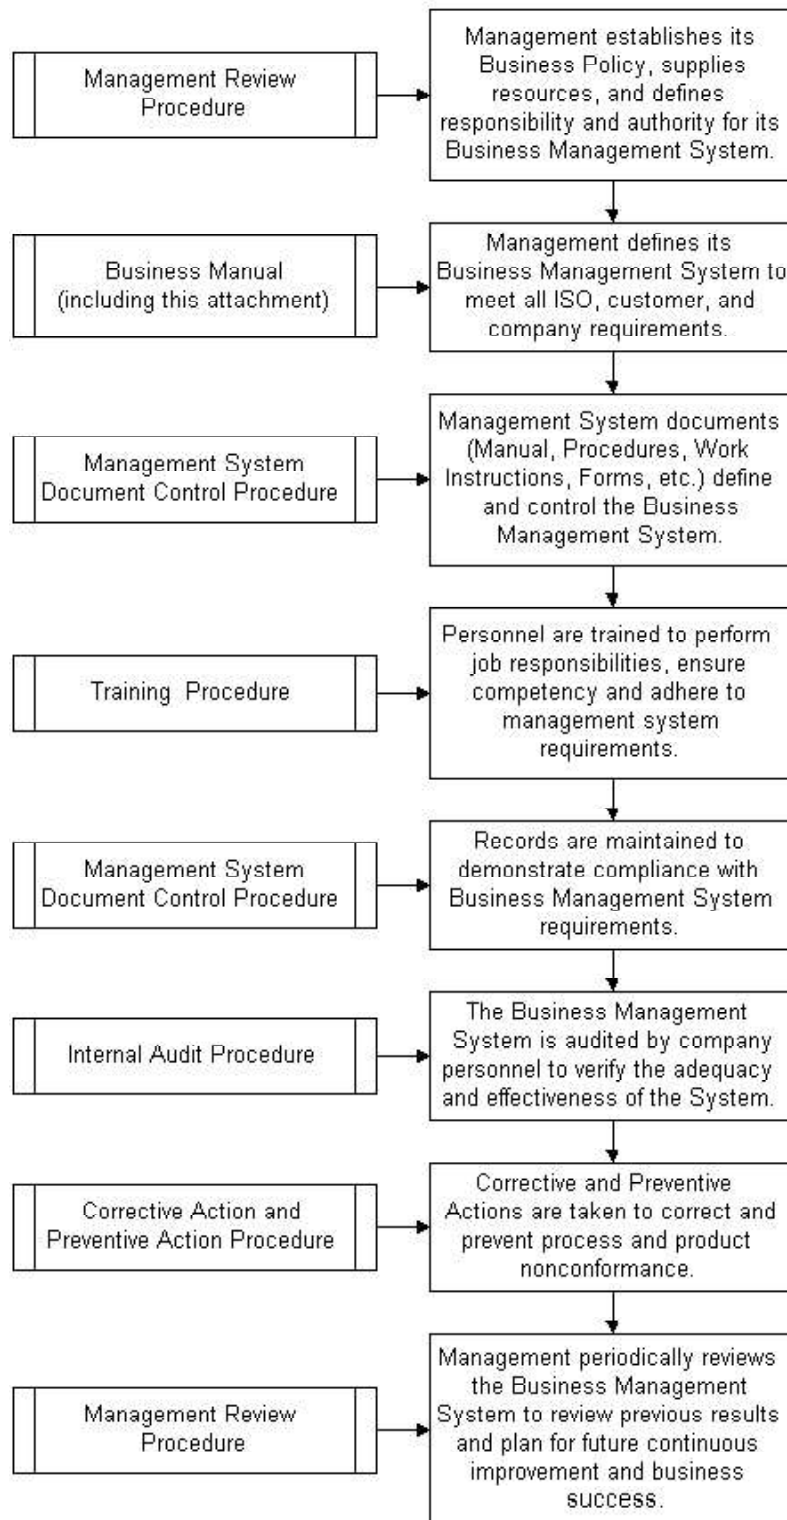 Management Review
Procedure
Management establishes its
Business Policy, supplies
resources, and defines
responsibility and authority for its
Business Management System.
Business Manual
(including this attachment)
Management defines its
Business Management System to
meet all ISO, customer, and
company requirements.
Management System
Document Control Procedure
Management System documents
(Manual, Procedures, Work
Instructions, Forms, etc.) define
and control the Business
Management System.
Training Procedure
Personnel are trained to perform
job responsibilities, ensure
competency and adhere to
management system
requirements.
Management System
Document Control Procedure
Records are maintained to
demonstrate compliance with
Business Management System
requirements.
Internal Audit Procedure
The Business Management
System is audited by company
personnel to verify the adequacy
and effectiveness of the System.
Corrective Action and
Preventive Action Procedure
Corrective and Preventive
Actions are taken to correct and
prevent process and product
nonconformance.
Management Review
Procedure
Management periodically reviews
the Business Management
System to review previous results
and plan for future continuous
improvement and business
success.